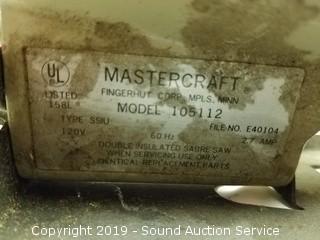 UL
LISTED
158L
MASTERCRAFT
FINGERHUT CORP. MPLS, MINN
MODEL 105112
TYPE SSIU
FILE NO. E40104
120V
60 Hz
2.7 AMP
DOUBLE INSULATED SABRE SAW
WHEN SERVICING USE ONLY
IDENTICAL REPLACEMENT PARTS
Copyright 2019 - Sound Auction Service